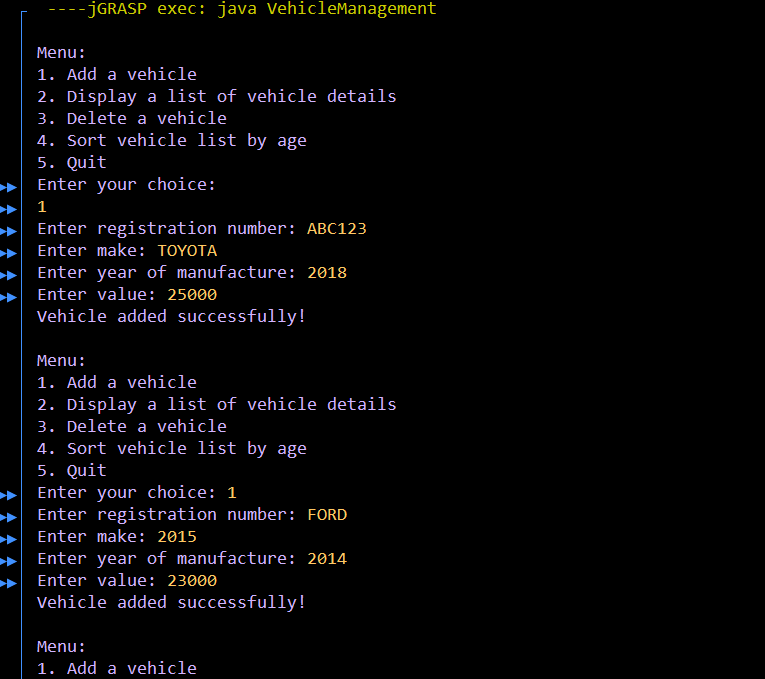 ----jGRASP exec: java VehicleManagement
Menu:
1. Add a vehicle
2. Display a list of vehicle details
3. Delete a vehicle
4. Sort vehicle list by age
5. Quit
Enter your choice:
1
Enter registration number: ABC123
Enter make: TOYOTA
Enter year of manufacture: 2018
Enter value: 25000
Vehicle added successfully!
Menu:
1. Add a vehicle
2. Display a list of vehicle details
3. Delete a vehicle
4. Sort vehicle list by age
5. Quit
Enter your choice: 1
Enter registration number: FORD
Enter make: 2015
Enter year of manufacture: 2014
Enter value: 23000
Vehicle added successfully!
Menu:
1. Add a vehicle